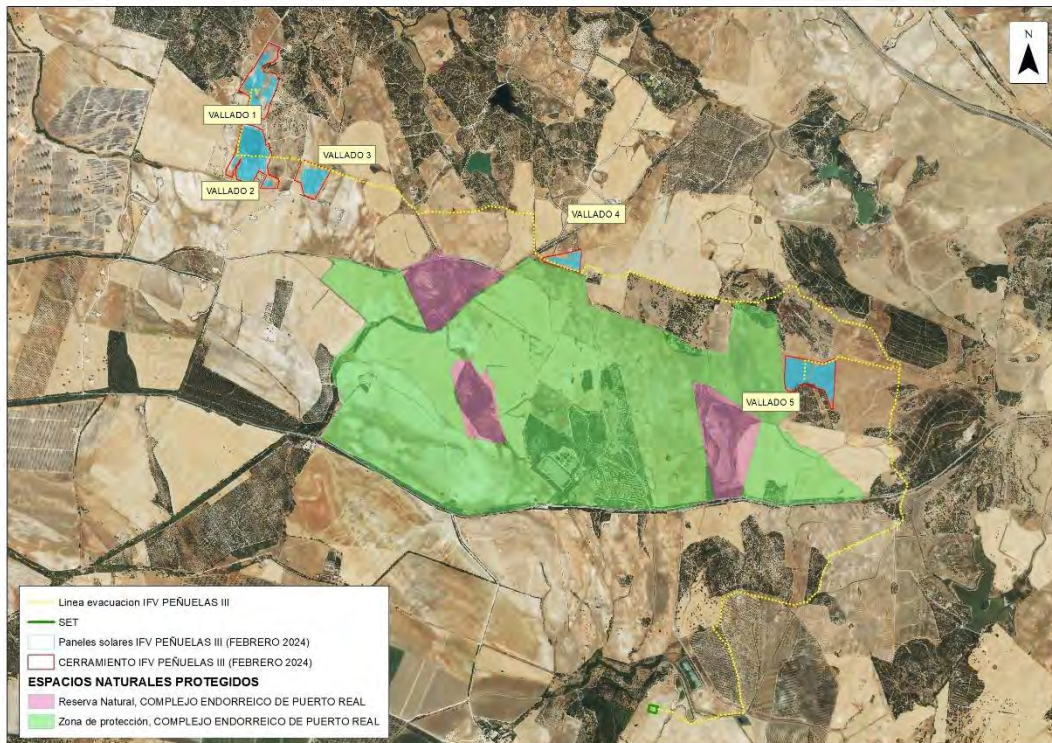 N
VALLADO 1
VALLADO 3
VALLADO 2
VALLADO 4
VALLADO 5
Linea evacuacion IFV PEÑUELAS III
SET
Paneles solares IFV PEÑUELAS III (FEBRERO 2024)
CERRAMIENTO IFV PEÑUELAS III (FEBRERO 2024)
ESPACIOS NATURALES PROTEGIDOS
Reserva Natural, COMPLEJO ENDORREICO DE PUERTO REAL
Zona de protección, COMPLEJO ENDORREICO DE PUERTO REAL